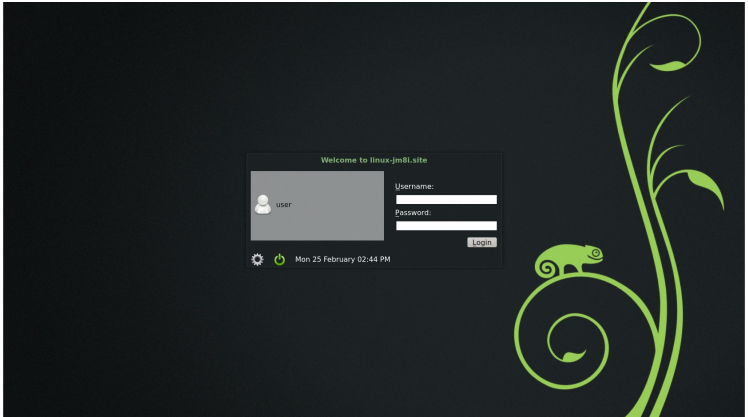 Welcome to linux-jm8i.site
user
Username:
Password:
Login
Mon 25 February 02:44 PM